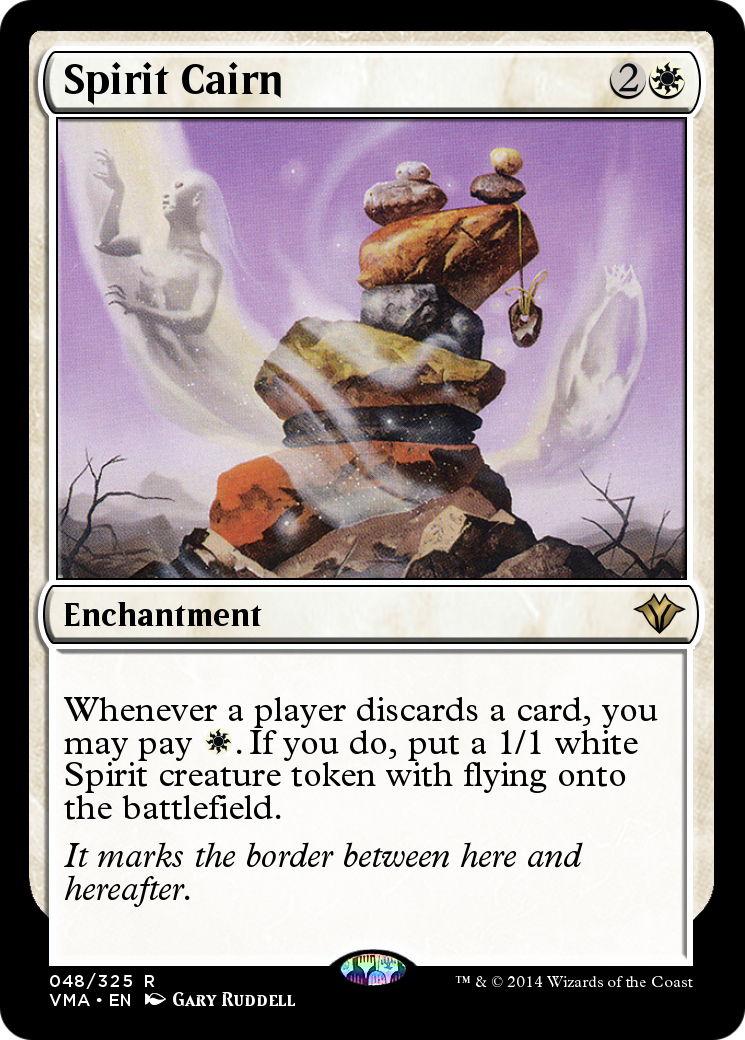 Spirit Cairn 2
Enchantment
Whenever a player discards a card, you
may pay . If you do, put a 1/1 white
Spirit creature token with flying onto
the battlefield.
It marks the border between here and
hereafter.
048/325 R
VMA • EN Gary Ruddell
™ & © 2014 Wizards of the Coast